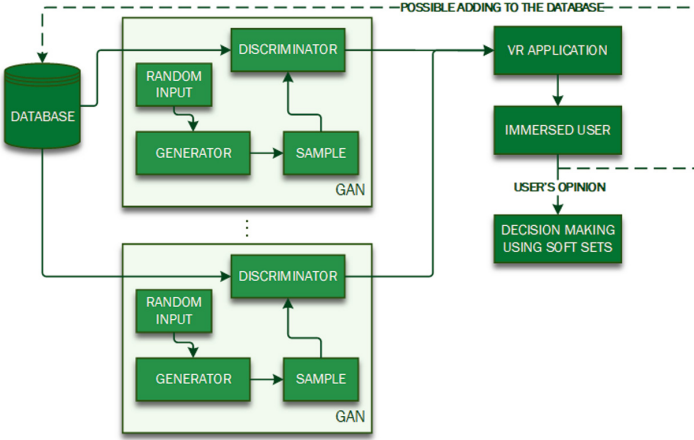 POSSIBLE ADDING TO THE DATABASE
DATABASE
DISCRIMINATOR
RANDOM
INPUT
GENERATOR
SAMPLE
GAN
VR APPLICATION
IMMERSED USER
USER'S OPINION
DECISION MAKING
USING SOFT SETS
⋮
DISCRIMINATOR
RANDOM
INPUT
GENERATOR
SAMPLE
GAN